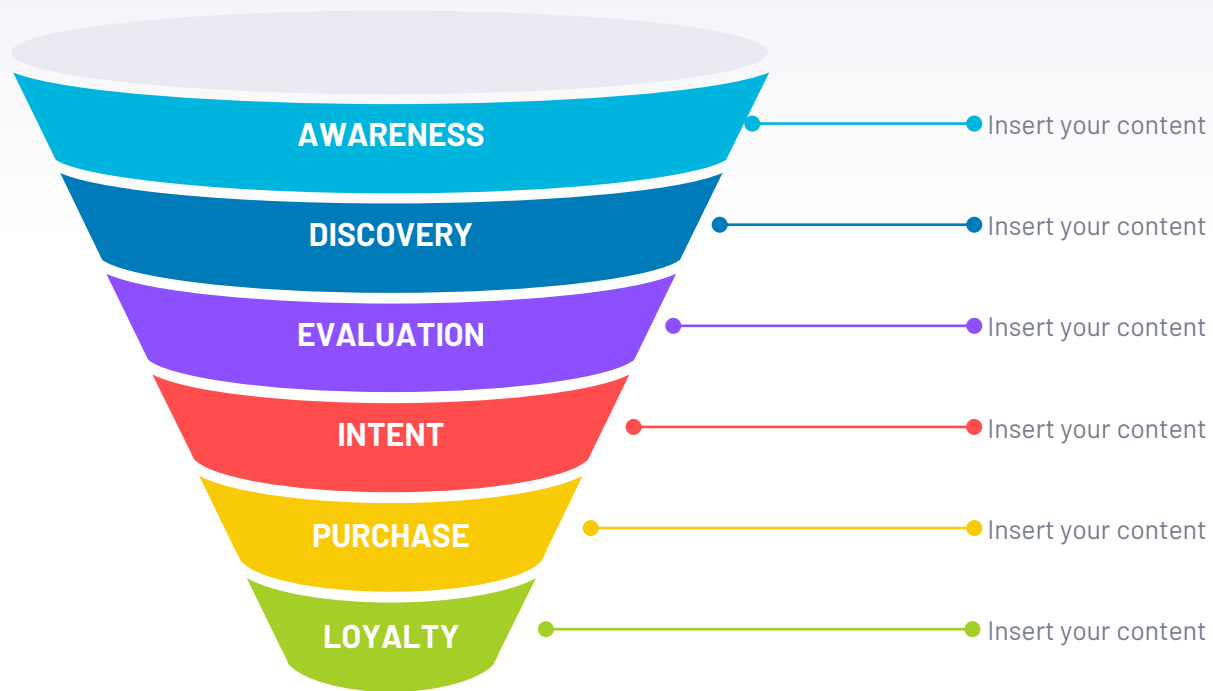 AWARENESS
Insert your content
DISCOVERY
Insert your content
EVALUATION
Insert your content
INTENT
Insert your content
PURCHASE
Insert your content
LOYALTY
Insert your content